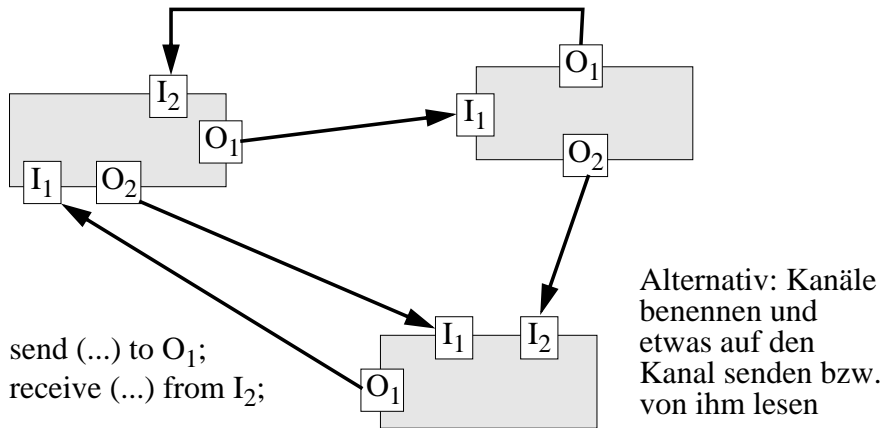 O₁
I₂
I₁
O₁
O₂
I₁
O₂
I₁
I₂
O₁
send (...) to O₁;
receive (...) from I₂;
Alternativ: Kanäle
benennen und
etwas auf den
Kanal senden bzw.
von ihm lesen